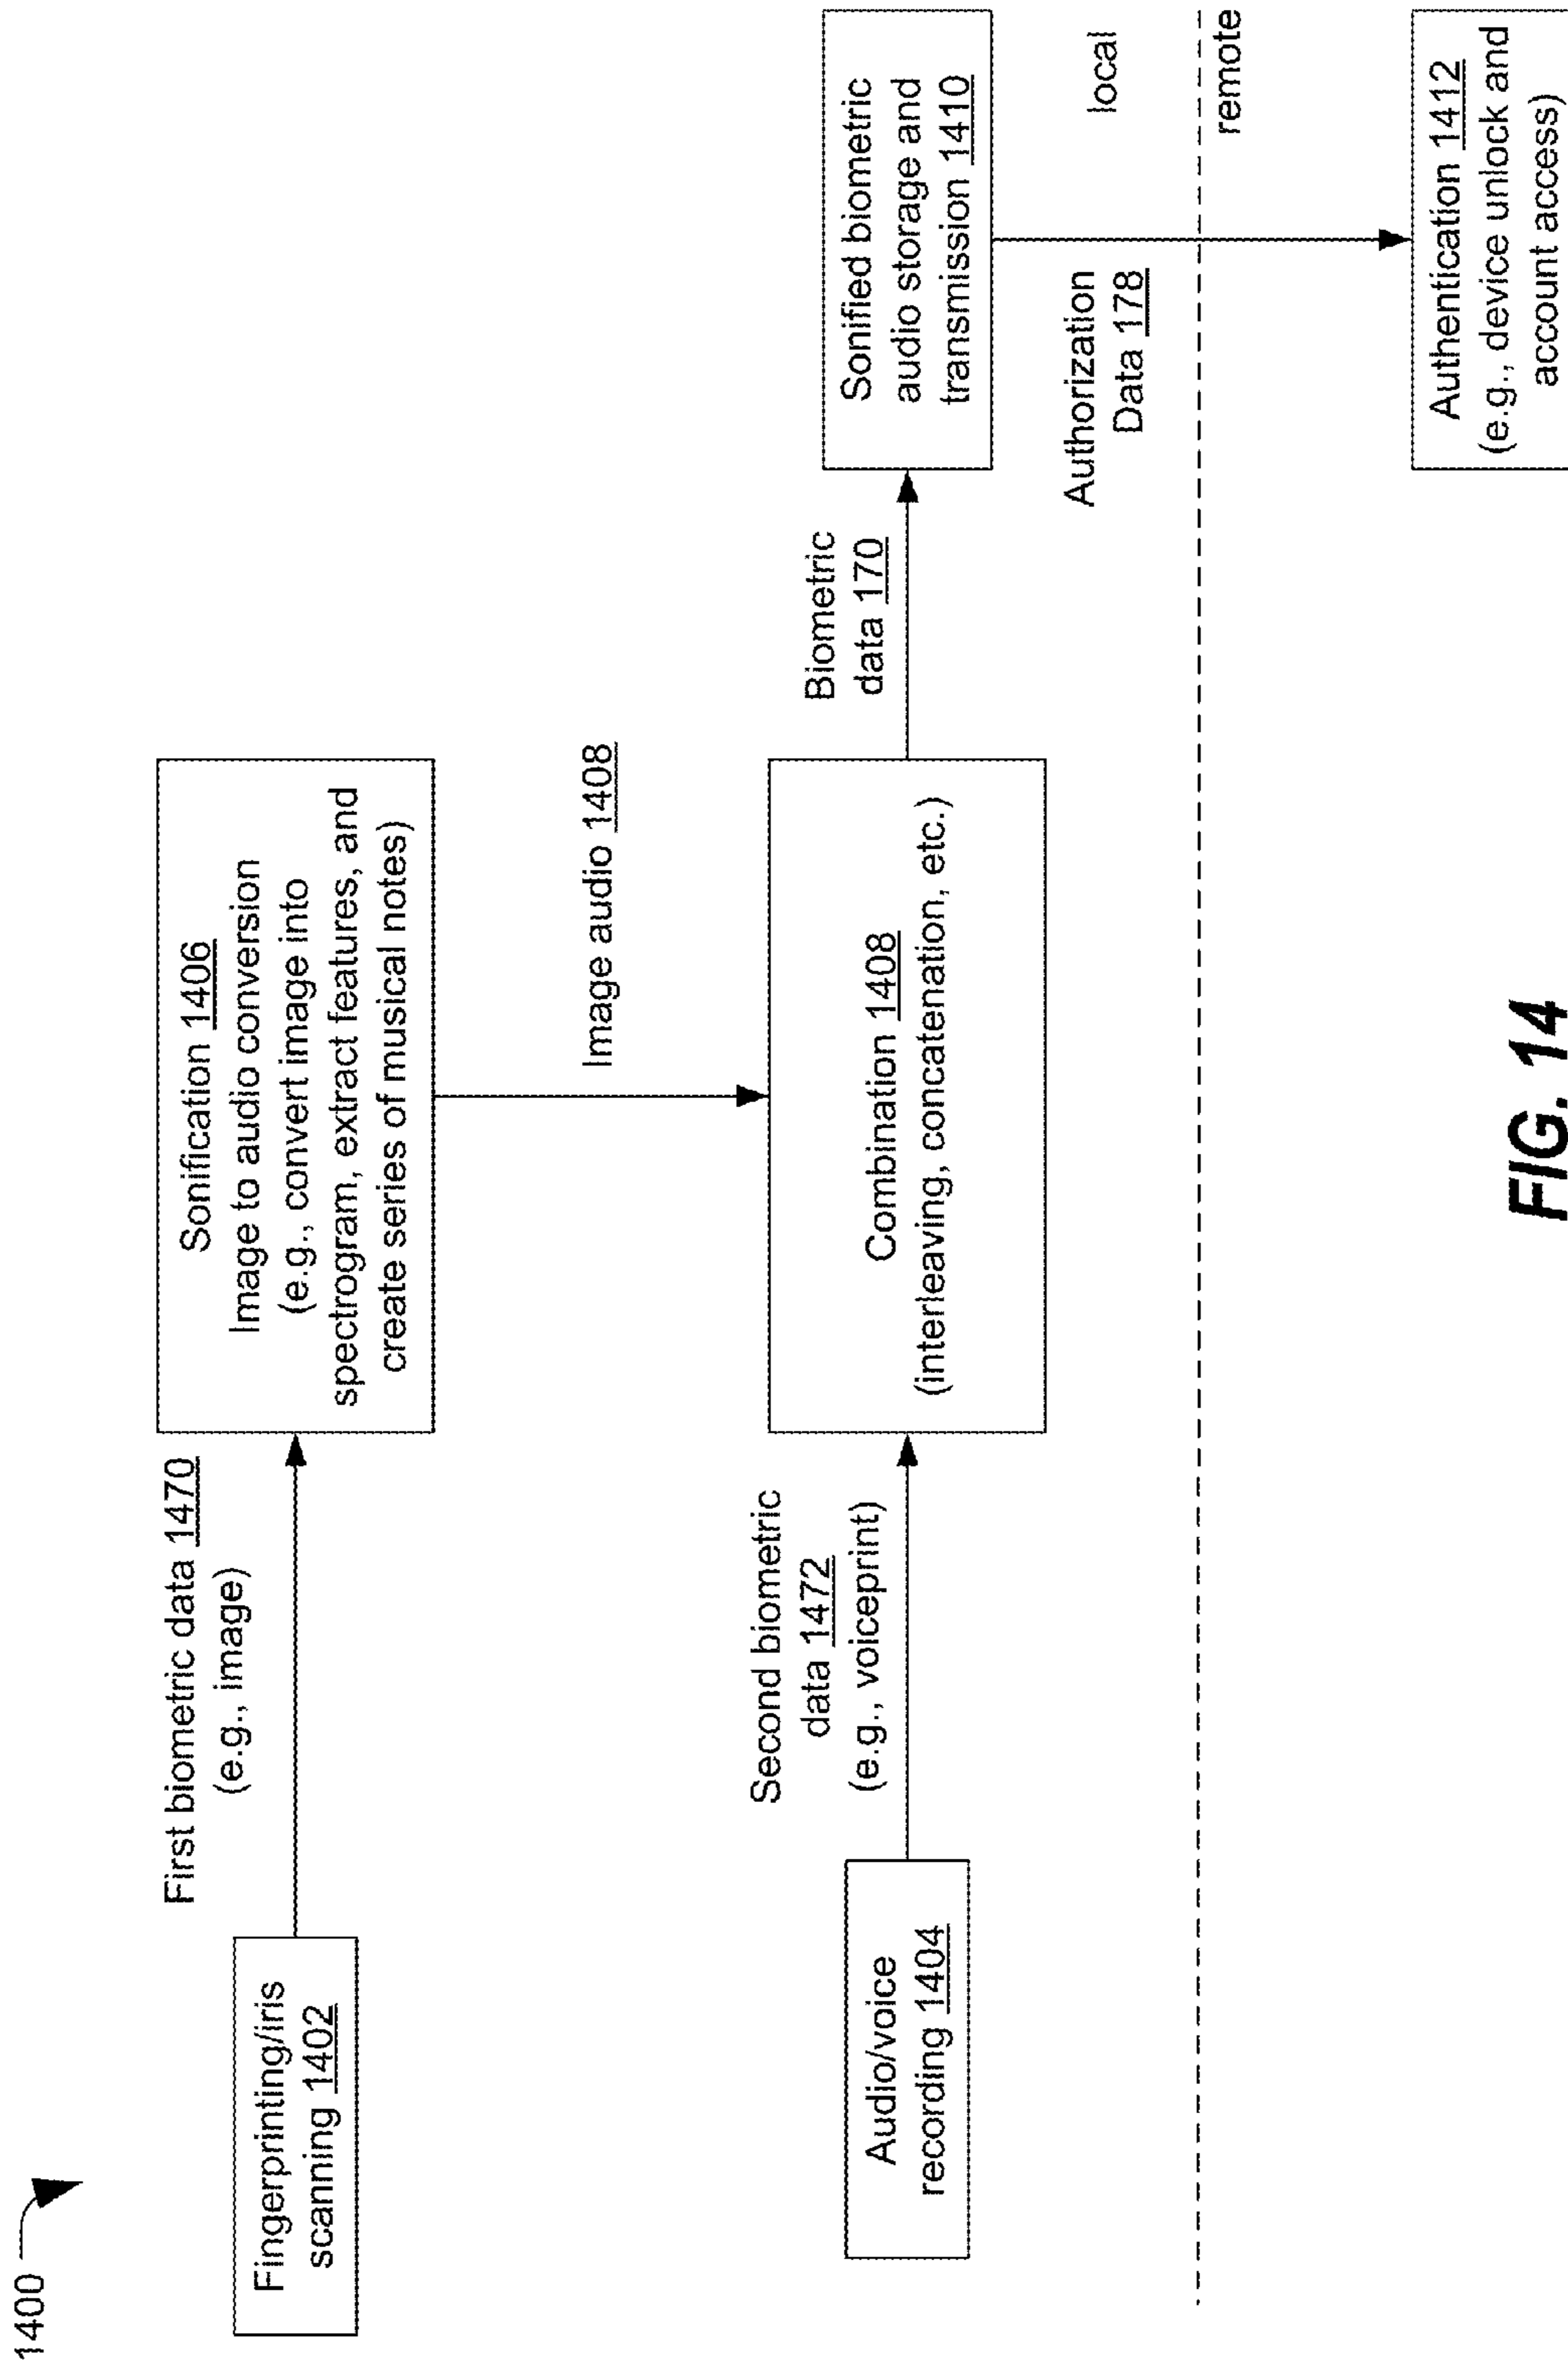 1400
Fingerprinting/iris
scanning 1402
First biometric data 1470
(e.g., image)
Sonification 1406
Image to audio conversion
(e.g., convert image into
spectrogram, extract features, and
create series of musical notes)
Image audio 1408
Audio/voice
recording 1404
Second biometric
data 1472
(e.g., voiceprint)
Combination 1408
(interleaving, concatenation, etc.)
Biometric
data 170
Sonified biometric
audio storage and
transmission 1410
Authorization
Data 178
local
remote
Authentication 1412
(e.g., device unlock and
account access)
FIG. 14